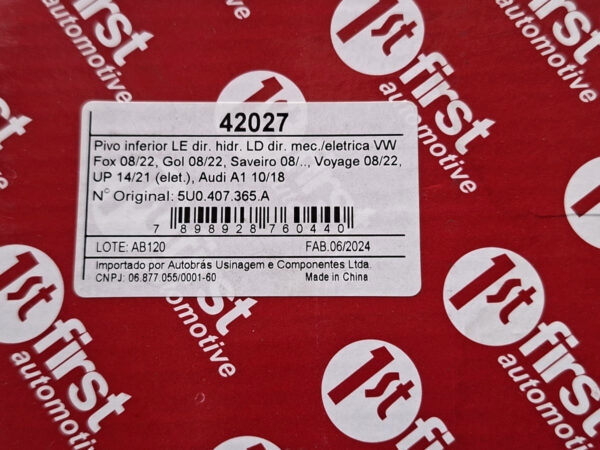 1st first
automotive
42027
Pivo inferior LE dir. hidr. LD dir. mec./eletrica VW
Fox 08/22, Gol 08/22, Saveiro 08/.., Voyage 08/22,
UP 14/21 (elet.), Audi A1 10/18
N° Original: 5U0.407.365.A
7 898928 760440
LOTE: AB120
FAB.06/2024
Importado por Autobrás Usinagem e Componentes Ltda.
CNPJ: 06.877.055/0001-60
Made in China
1st first
automotive
1st first
automotive
1st first
automotive
1st